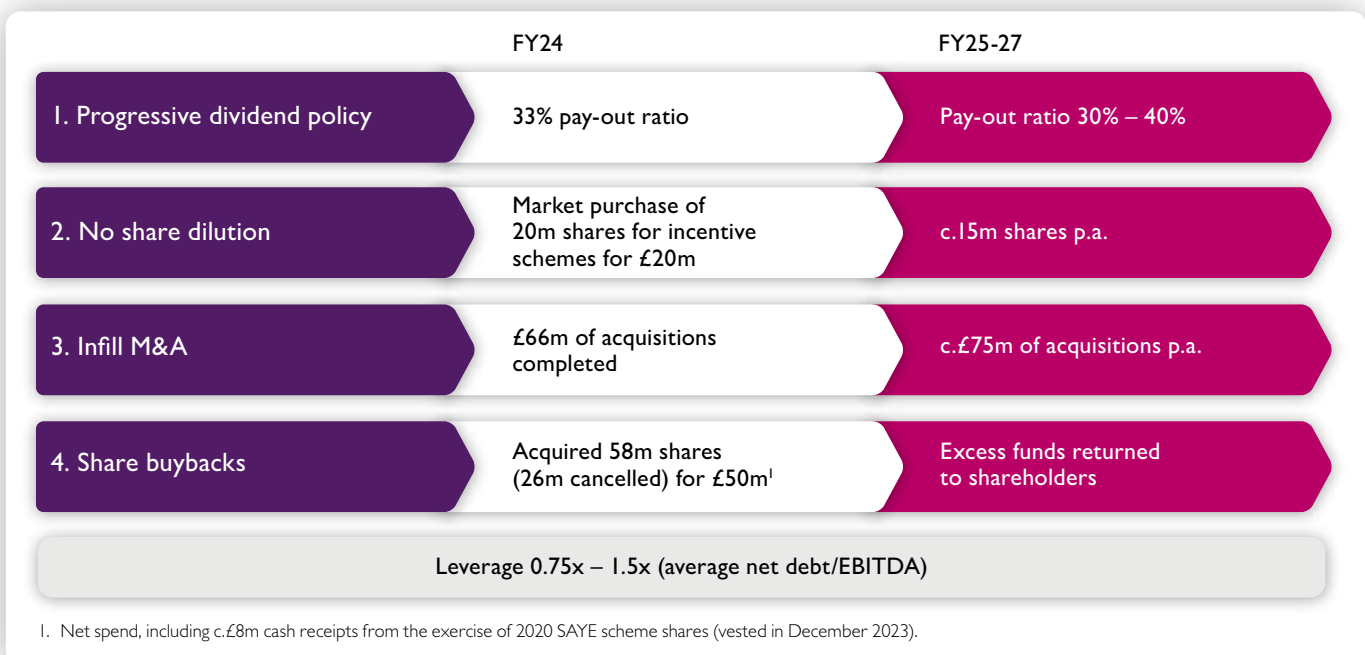 FY24
FY25-27
1. Progressive dividend policy
33% pay-out ratio
Pay-out ratio 30% – 40%
2. No share dilution
Market purchase of
20m shares for incentive
schemes for £20m
c.15m shares p.a.
3. Infill M&A
£66m of acquisitions
completed
c.£75m of acquisitions p.a.
4. Share buybacks
Acquired 58m shares
(26m cancelled) for £50m¹
Excess funds returned
to shareholders
Leverage 0.75x – 1.5x (average net debt/EBITDA)
1. Net spend, including c.£8m cash receipts from the exercise of 2020 SAYE scheme shares (vested in December 2023).